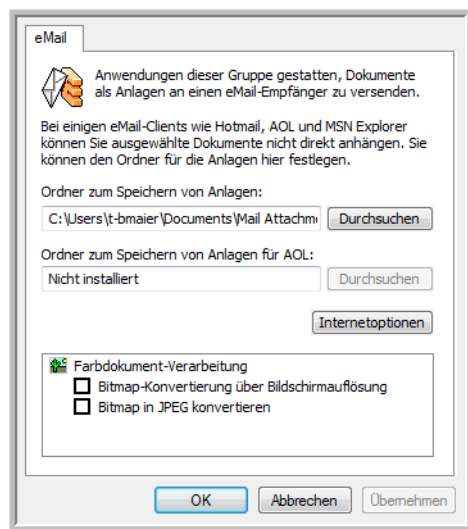 eMail
Anwendungen dieser Gruppe gestatten, Dokumente
als Anlagen an einen eMail-Empfänger zu versenden.
Bei einigen eMail-Clients wie Hotmail, AOL und MSN Explorer
können Sie ausgewählte Dokumente nicht direkt anhängen. Sie
können den Ordner für die Anlagen hier festlegen.
Ordner zum Speichern von Anlagen:
C:\Users\t-bmaier\Documents\Mail Attachm Durchsuchen
Ordner zum Speichern von Anlagen für AOL:
Nicht installiert Durchsuchen
Internetoptionen
Farbdokument-Verarbeitung
Bitmap-Konvertierung über Bildschirmauflösung
Bitmap in JPEG konvertieren
OK Abbrechen Übernehmen